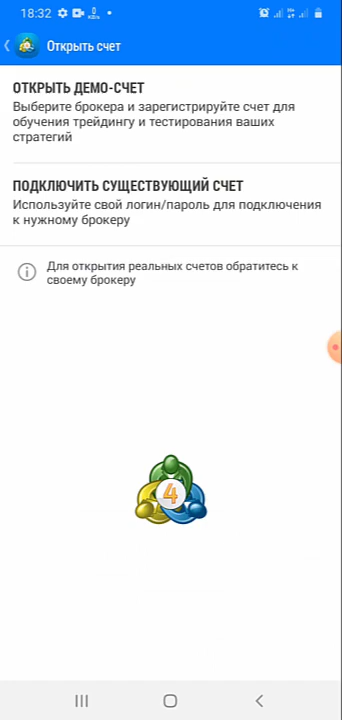 18:32
Открыть счет
ОТКРЫТЬ ДЕМО-СЧЕТ
Выберите брокера и зарегистрируйте счет для
обучения трейдингу и тестирования ваших
стратегий
ПОДКЛЮЧИТЬ СУЩЕСТВУЮЩИЙ СЧЕТ
Используйте свой логин/пароль для подключения
к нужному брокеру
Для открытия реальных счетов обратитесь к
своему брокеру
4